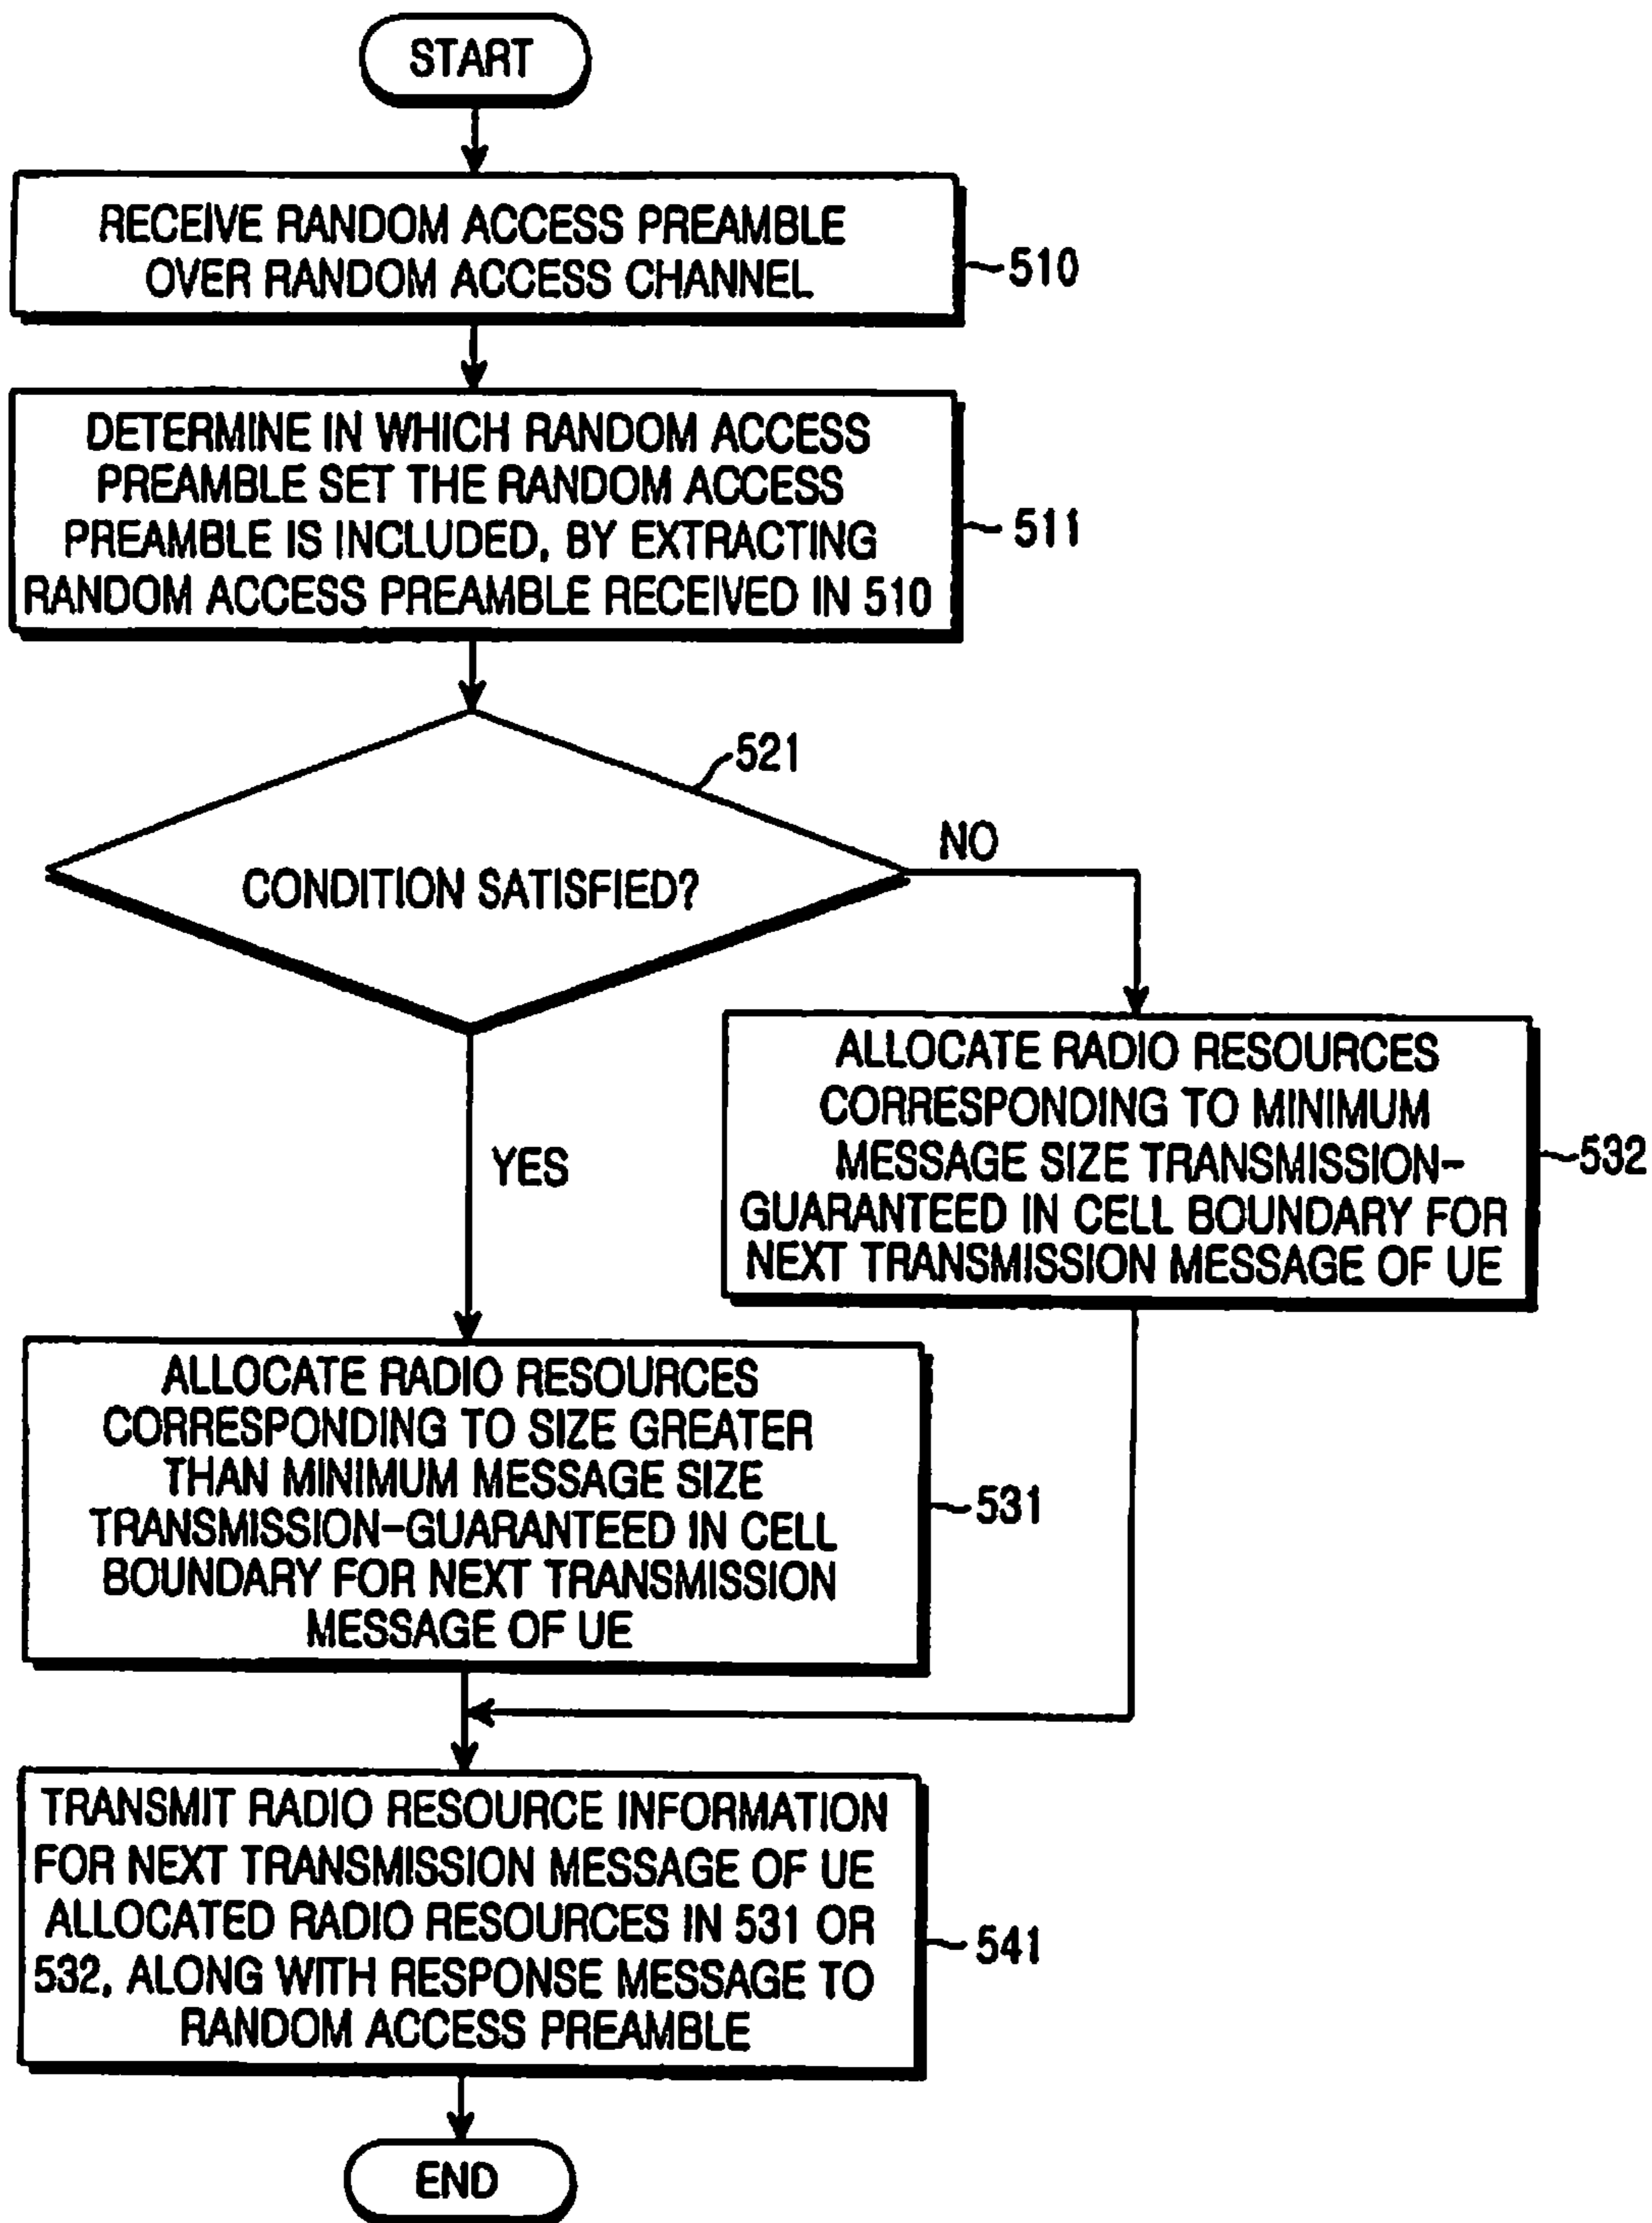 START
RECEIVE RANDOM ACCESS PREAMBLE
OVER RANDOM ACCESS CHANNEL
510
DETERMINE IN WHICH RANDOM ACCESS
PREAMBLE SET THE RANDOM ACCESS
PREAMBLE IS INCLUDED, BY EXTRACTING
RANDOM ACCESS PREAMBLE RECEIVED IN 510
511
521
CONDITION SATISFIED?
NO
YES
ALLOCATE RADIO RESOURCES
CORRESPONDING TO MINIMUM
MESSAGE SIZE TRANSMISSION-
GUARANTEED IN CELL BOUNDARY FOR
NEXT TRANSMISSION MESSAGE OF UE
532
ALLOCATE RADIO RESOURCES
CORRESPONDING TO SIZE GREATER
THAN MINIMUM MESSAGE SIZE
TRANSMISSION-GUARANTEED IN CELL
BOUNDARY FOR NEXT TRANSMISSION
MESSAGE OF UE
531
TRANSMIT RADIO RESOURCE INFORMATION
FOR NEXT TRANSMISSION MESSAGE OF UE
ALLOCATED RADIO RESOURCES IN 531 OR
532, ALONG WITH RESPONSE MESSAGE TO
RANDOM ACCESS PREAMBLE
541
END